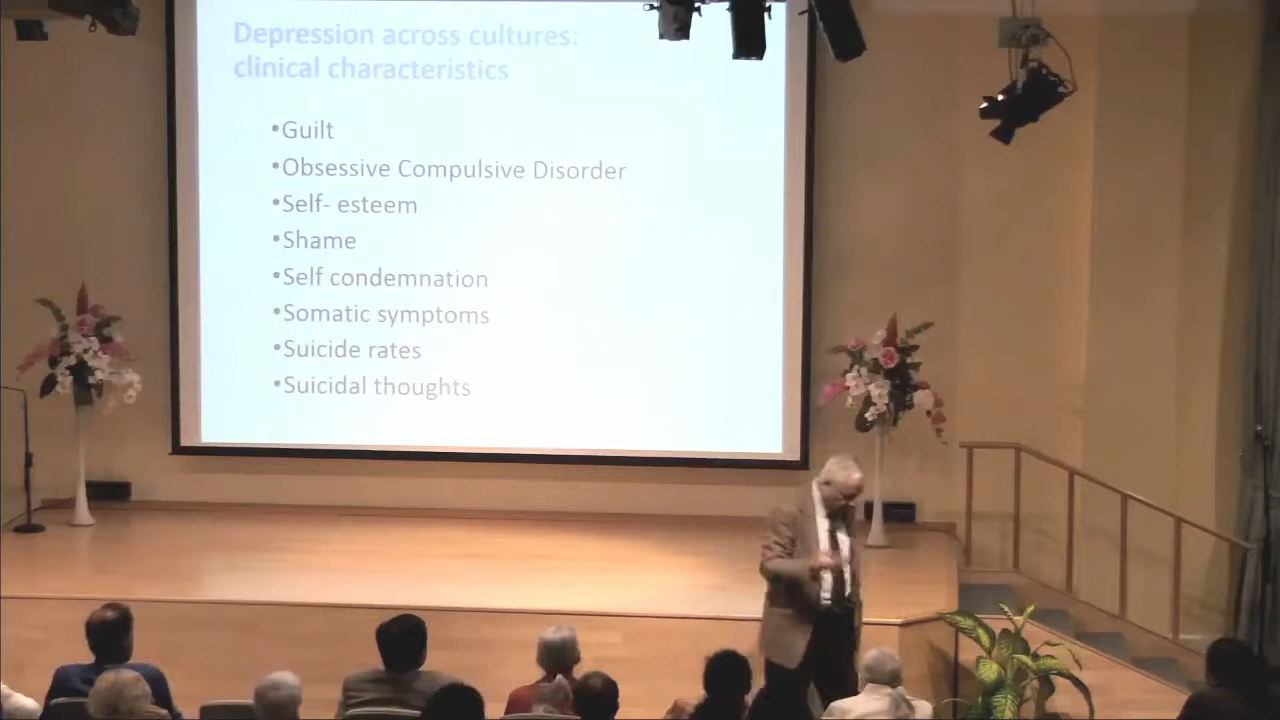 Depression across cultures:
clinical characteristics
•Guilt
•Obsessive Compulsive Disorder
•Self- esteem
•Shame
•Self condemnation
•Somatic symptoms
•Suicide rates
•Suicidal thoughts